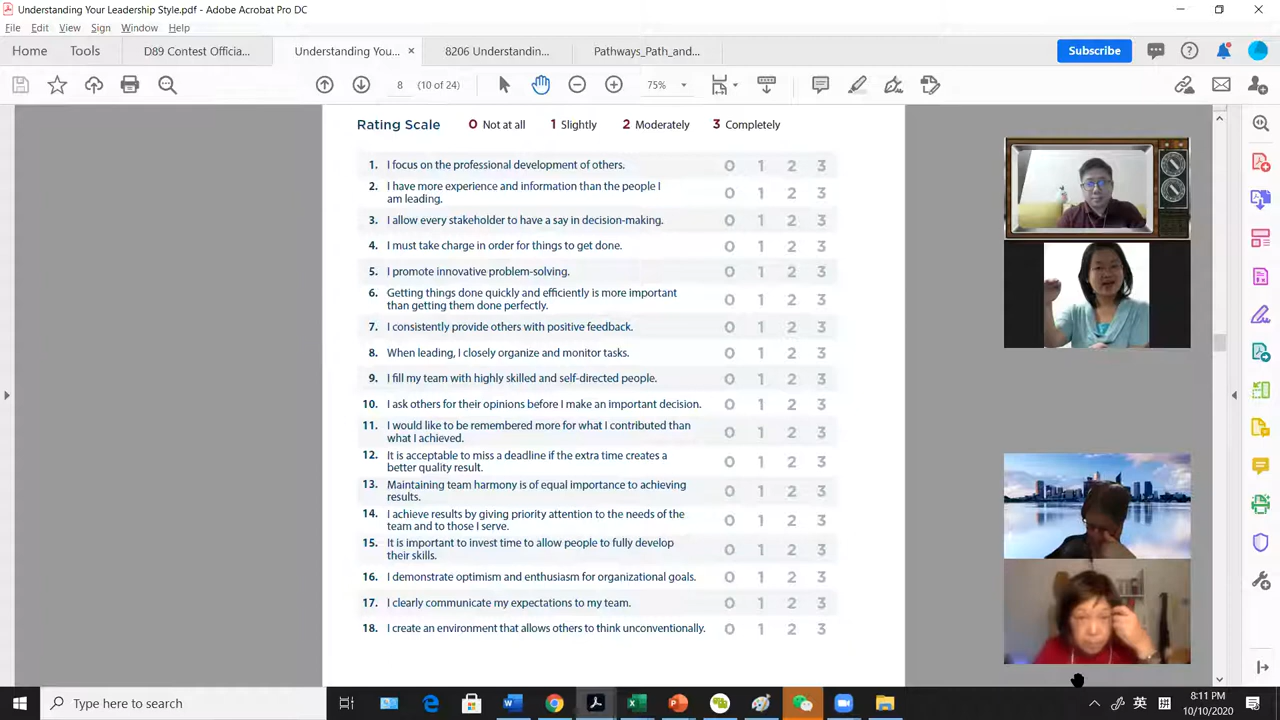 Understanding Your Leadership Style.pdf - Adobe Acrobat Pro DC
File Edit View Sign Window Help
Home Tools D89 Contest Officia... Understanding You... × 8206 Understandin... Pathways_Path_and... Subscribe
8 (10 of 24) 75%
Rating Scale 0 Not at all 1 Slightly 2 Moderately 3 Completely
1. I focus on the professional development of others. 0 1 2 3
2. I have more experience and information than the people I
am leading. 0 1 2 3
3. I allow every stakeholder to have a say in decision-making. 0 1 2 3
4. I must take charge in order for things to get done. 0 1 2 3
5. I promote innovative problem-solving. 0 1 2 3
6. Getting things done quickly and efficiently is more important
than getting them done perfectly. 0 1 2 3
7. I consistently provide others with positive feedback. 0 1 2 3
8. When leading, I closely organize and monitor tasks. 0 1 2 3
9. I fill my team with highly skilled and self-directed people. 0 1 2 3
10. I ask others for their opinions before I make an important decision. 0 1 2 3
11. I would like to be remembered more for what I contributed than
what I achieved. 0 1 2 3
12. It is acceptable to miss a deadline if the extra time creates a
better quality result. 0 1 2 3
13. Maintaining team harmony is of equal importance to achieving
results. 0 1 2 3
14. I achieve results by giving priority attention to the needs of the
team and to those I serve. 0 1 2 3
15. It is important to invest time to allow people to fully develop
their skills. 0 1 2 3
16. I demonstrate optimism and enthusiasm for organizational goals. 0 1 2 3
17. I clearly communicate my expectations to my team. 0 1 2 3
18. I create an environment that allows others to think unconventionally. 0 1 2 3
Type here to search
英 拼 8:11 PM
10/10/2020